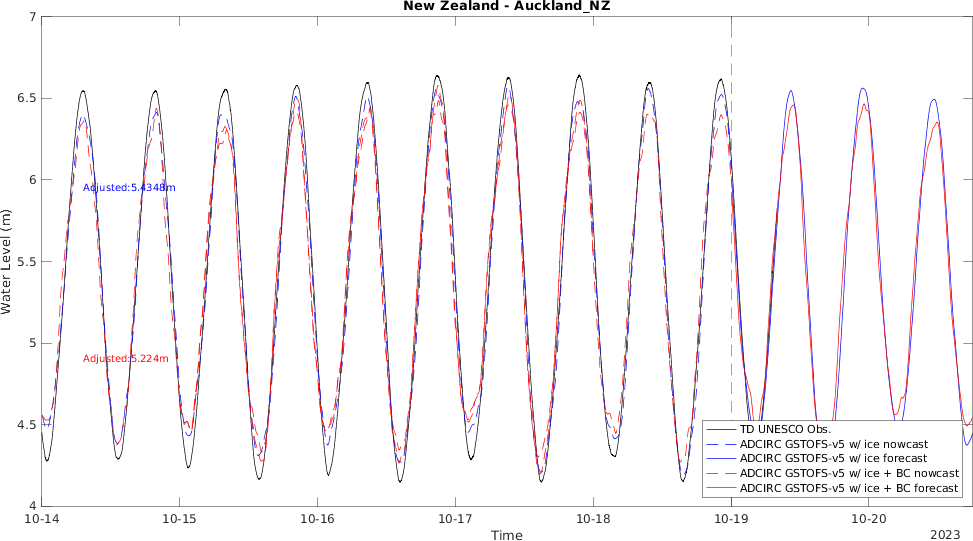 New Zealand - Auckland_NZ
7
6.5
6
5.5
5
4.5
4
Water Level (m)
Adjusted:5.4348m
Adjusted:5.224m
TD UNESCO Obs.
ADCIRC GSTOFS-v5 w/ ice nowcast
ADCIRC GSTOFS-v5 w/ ice forecast
ADCIRC GSTOFS-v5 w/ ice + BC nowcast
ADCIRC GSTOFS-v5 w/ ice + BC forecast
10-14 10-15 10-16 10-17 10-18 10-19 10-20
Time
2023